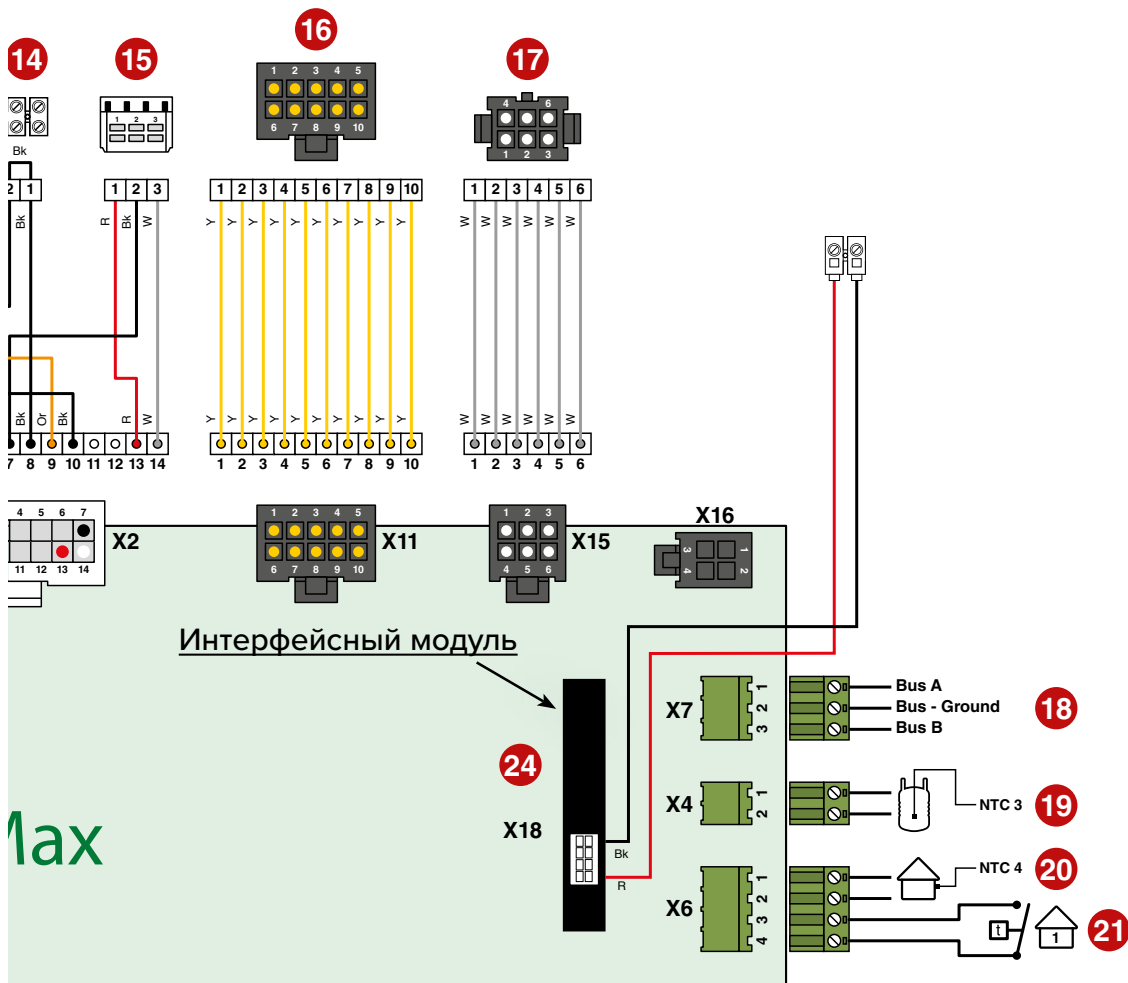 14 15 16 17
1 2 3 4 5
4 6
1 2 3
6 7 8 9 10
1 2 3
Bk
2 1
1 2 3
1 2 3 4 5 6 7 8 9 10
1 2 3 4 5 6
Bk
R Bk W
Y Y Y Y Y Y Y Y Y Y
W W W W W W
Bk Or Bk R W
Y Y Y Y Y Y Y Y Y Y
W W W W W W
7 8 9 10 11 12 13 14
1 2 3 4 5 6 7 8 9 10
1 2 3 4 5 6
4 5 6 7
X2
11 12 13 14
1 2 3 4 5
X11
6 7 8 9 10
1 2 3
X15
4 5 6
X16
3 1
4 2
Интерфейсный модуль
X7
1
2
3
Bus A
Bus - Ground
Bus B
18
24
X4
1
2
NTC 3
19
Max
X18
Bk
R
X6
1
2
3
4
NTC 4
20
t
1
21